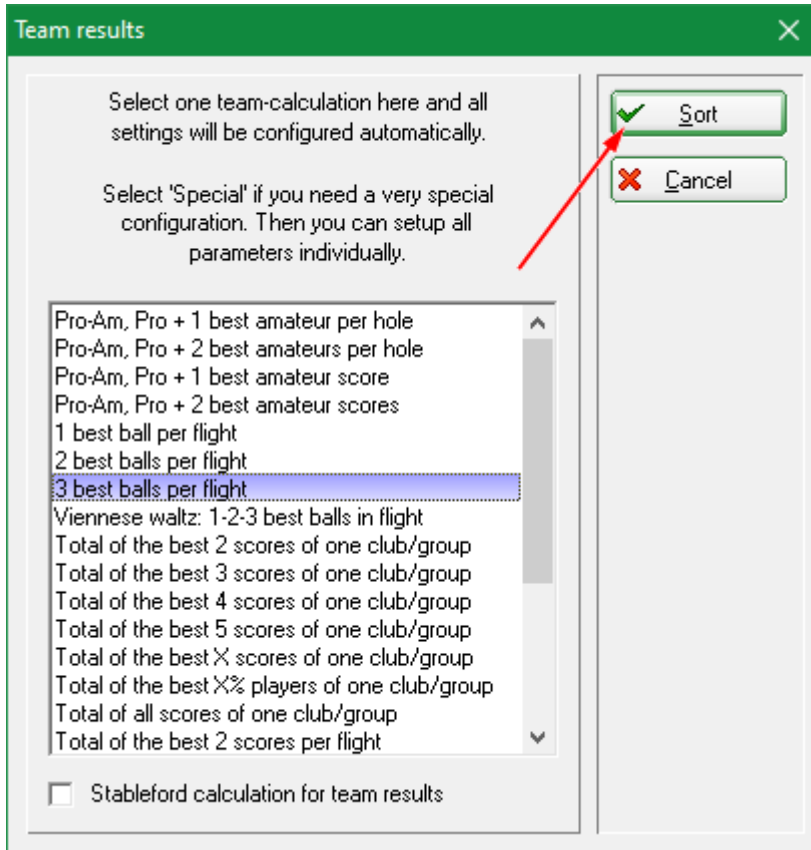 Team results
Select one team-calculation here and all
settings will be configured automatically.
Select 'Special' if you need a very special
configuration. Then you can setup all
parameters individually.
Pro-Am, Pro + 1 best amateur per hole
Pro-Am, Pro + 2 best amateurs per hole
Pro-Am, Pro + 1 best amateur score
Pro-Am, Pro + 2 best amateur scores
1 best ball per flight
2 best balls per flight
3 best balls per flight
Viennese waltz: 1-2-3 best balls in flight
Total of the best 2 scores of one club/group
Total of the best 3 scores of one club/group
Total of the best 4 scores of one club/group
Total of the best 5 scores of one club/group
Total of the best X scores of one club/group
Total of the best X% players of one club/group
Total of all scores of one club/group
Total of the best 2 scores per flight
Stableford calculation for team results
Sort
Cancel